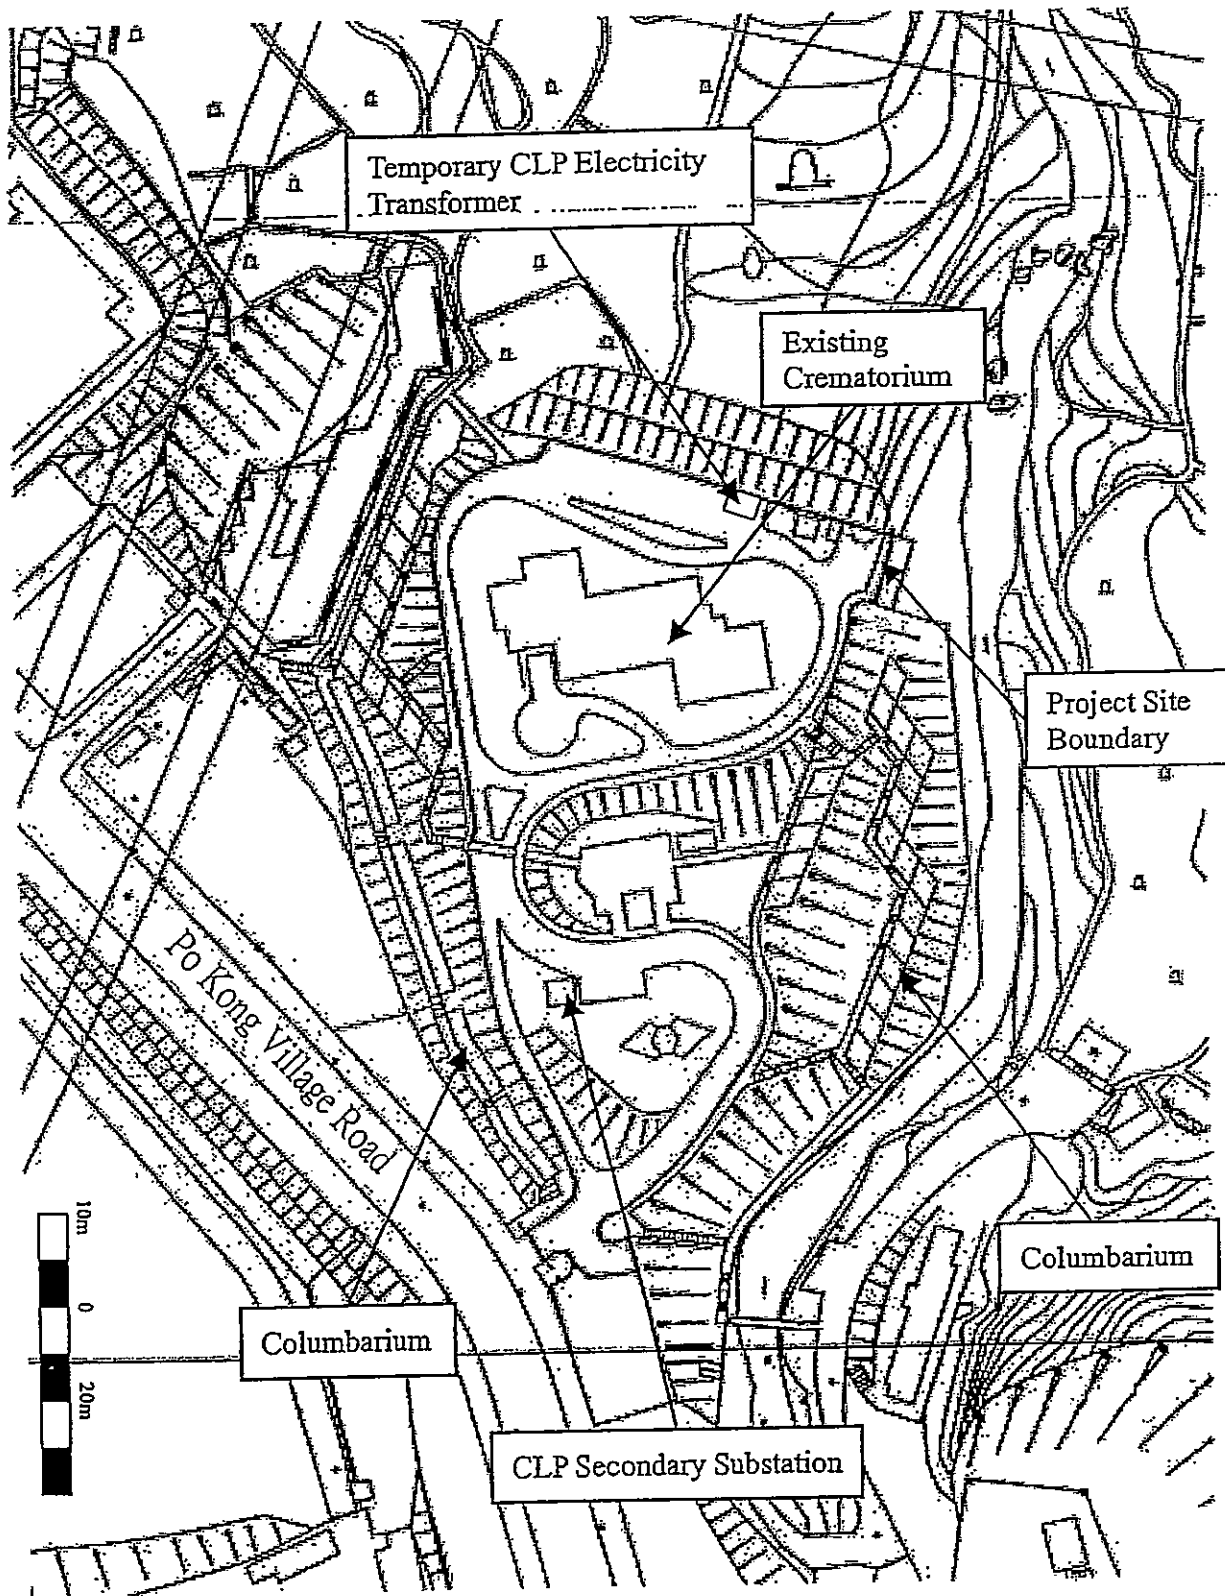 Temporary CLP Electricity
Transformer
Existing
Crematorium
Project Site
Boundary
Po Kong Village Road
10m
0
20m
Columbarium
Columbarium
CLP Secondary Substation